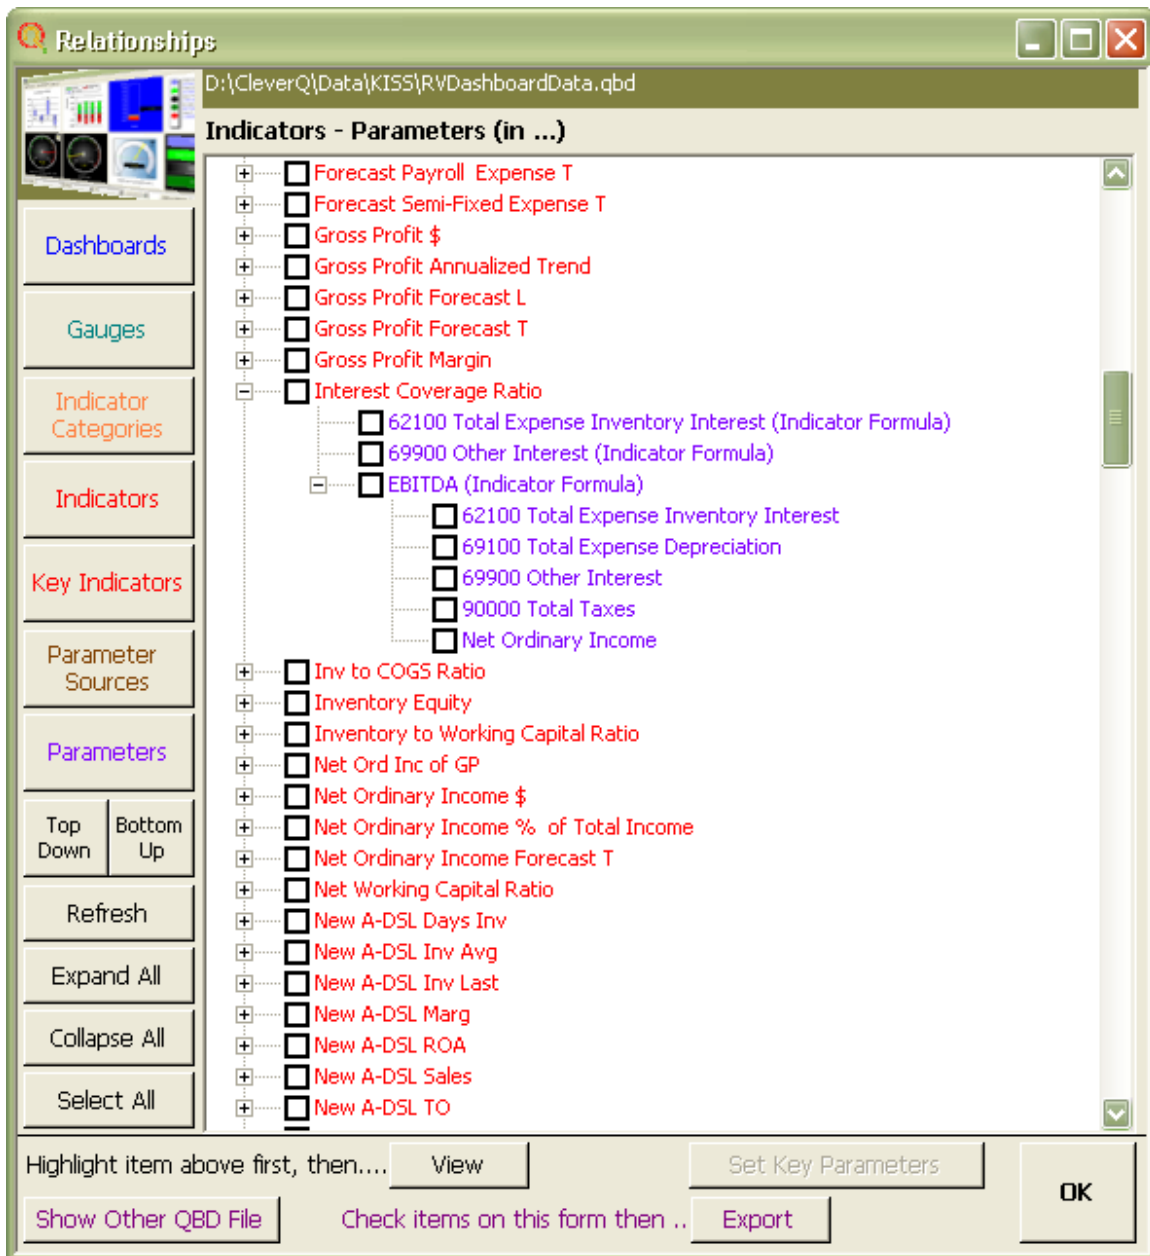 Relationships
D:\CleverQ\Data\KISS\RVDashboardData.qbd
Indicators - Parameters (in ...)
Dashboards
Gauges
Indicator
Categories
Indicators
Key Indicators
Parameter
Sources
Parameters
Top
Down
Bottom
Up
Refresh
Expand All
Collapse All
Select All
Forecast Payroll  Expense T
Forecast Semi-Fixed Expense T
Gross Profit $
Gross Profit Annualized Trend
Gross Profit Forecast L
Gross Profit Forecast T
Gross Profit Margin
Interest Coverage Ratio
62100 Total Expense Inventory Interest (Indicator Formula)
69900 Other Interest (Indicator Formula)
EBITDA (Indicator Formula)
62100 Total Expense Inventory Interest
69100 Total Expense Depreciation
69900 Other Interest
90000 Total Taxes
Net Ordinary Income
Inv to COGS Ratio
Inventory Equity
Inventory to Working Capital Ratio
Net Ord Inc of GP
Net Ordinary Income $
Net Ordinary Income %  of Total Income
Net Ordinary Income Forecast T
Net Working Capital Ratio
New A-DSL Days Inv
New A-DSL Inv Avg
New A-DSL Inv Last
New A-DSL Marg
New A-DSL ROA
New A-DSL Sales
New A-DSL TO
Highlight item above first, then....
View
Set Key Parameters
OK
Show Other QBD File
Check items on this form then ..
Export